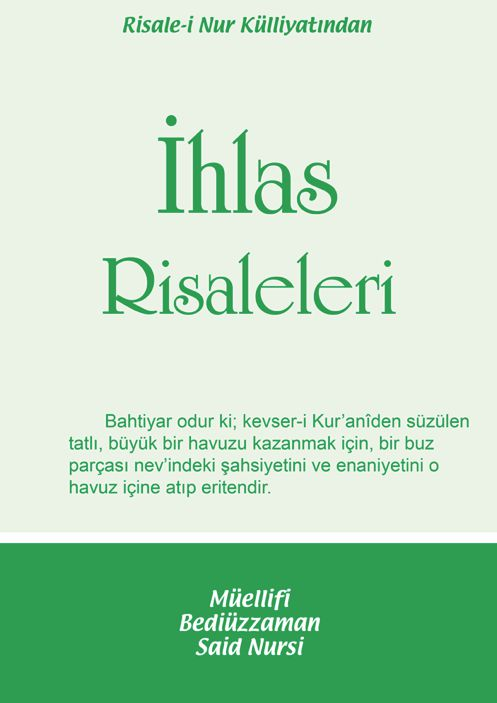 Risale-i Nur Külliyatından
İhlas
Risaleleri
Bahtiyar odur ki; kevser-i Kur’anîden süzülen
tatlı, büyük bir havuzu kazanmak için, bir buz
parçası nev’indeki şahsiyetini ve enaniyetini o
havuz içine atıp eritendir.
Müellifi
Bediüzzaman
Said Nursi